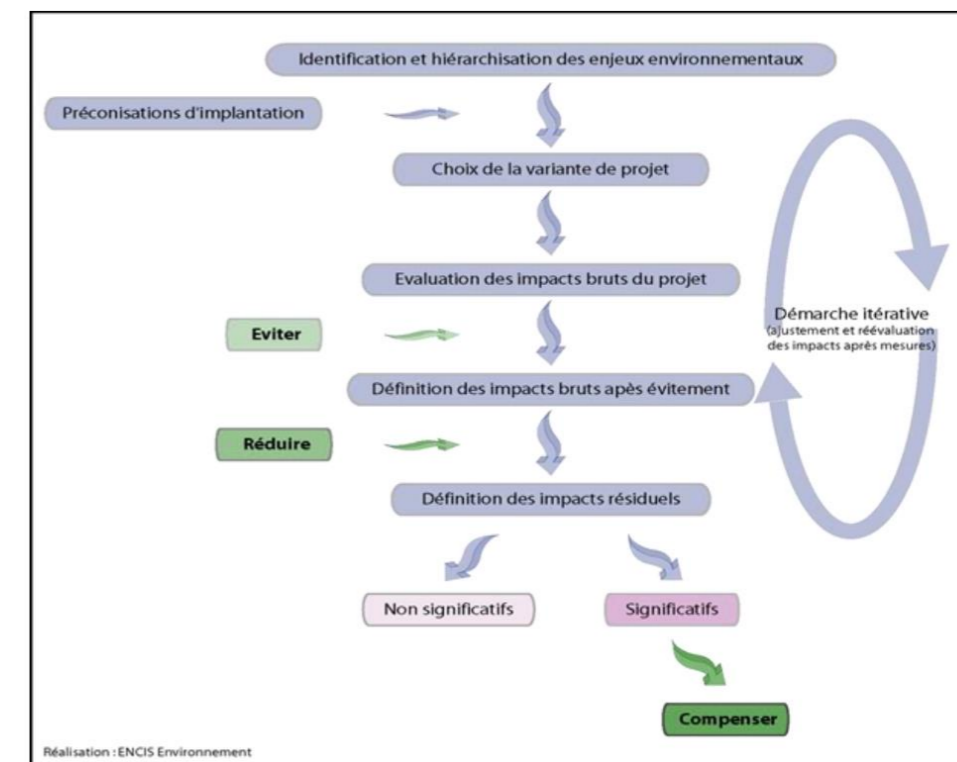 Identification et hiérarchisation des enjeux environnementaux
Préconisations d'implantation
Choix de la variante de projet
Evaluation des impacts bruts du projet
Démarche itérative
(ajustement et réévaluation
des impacts après mesures)
Eviter
Définition des impacts bruts apès évitement
Réduire
Définition des impacts résiduels
Non significatifs
Significatifs
Compenser
Réalisation : ENCIS Environnement